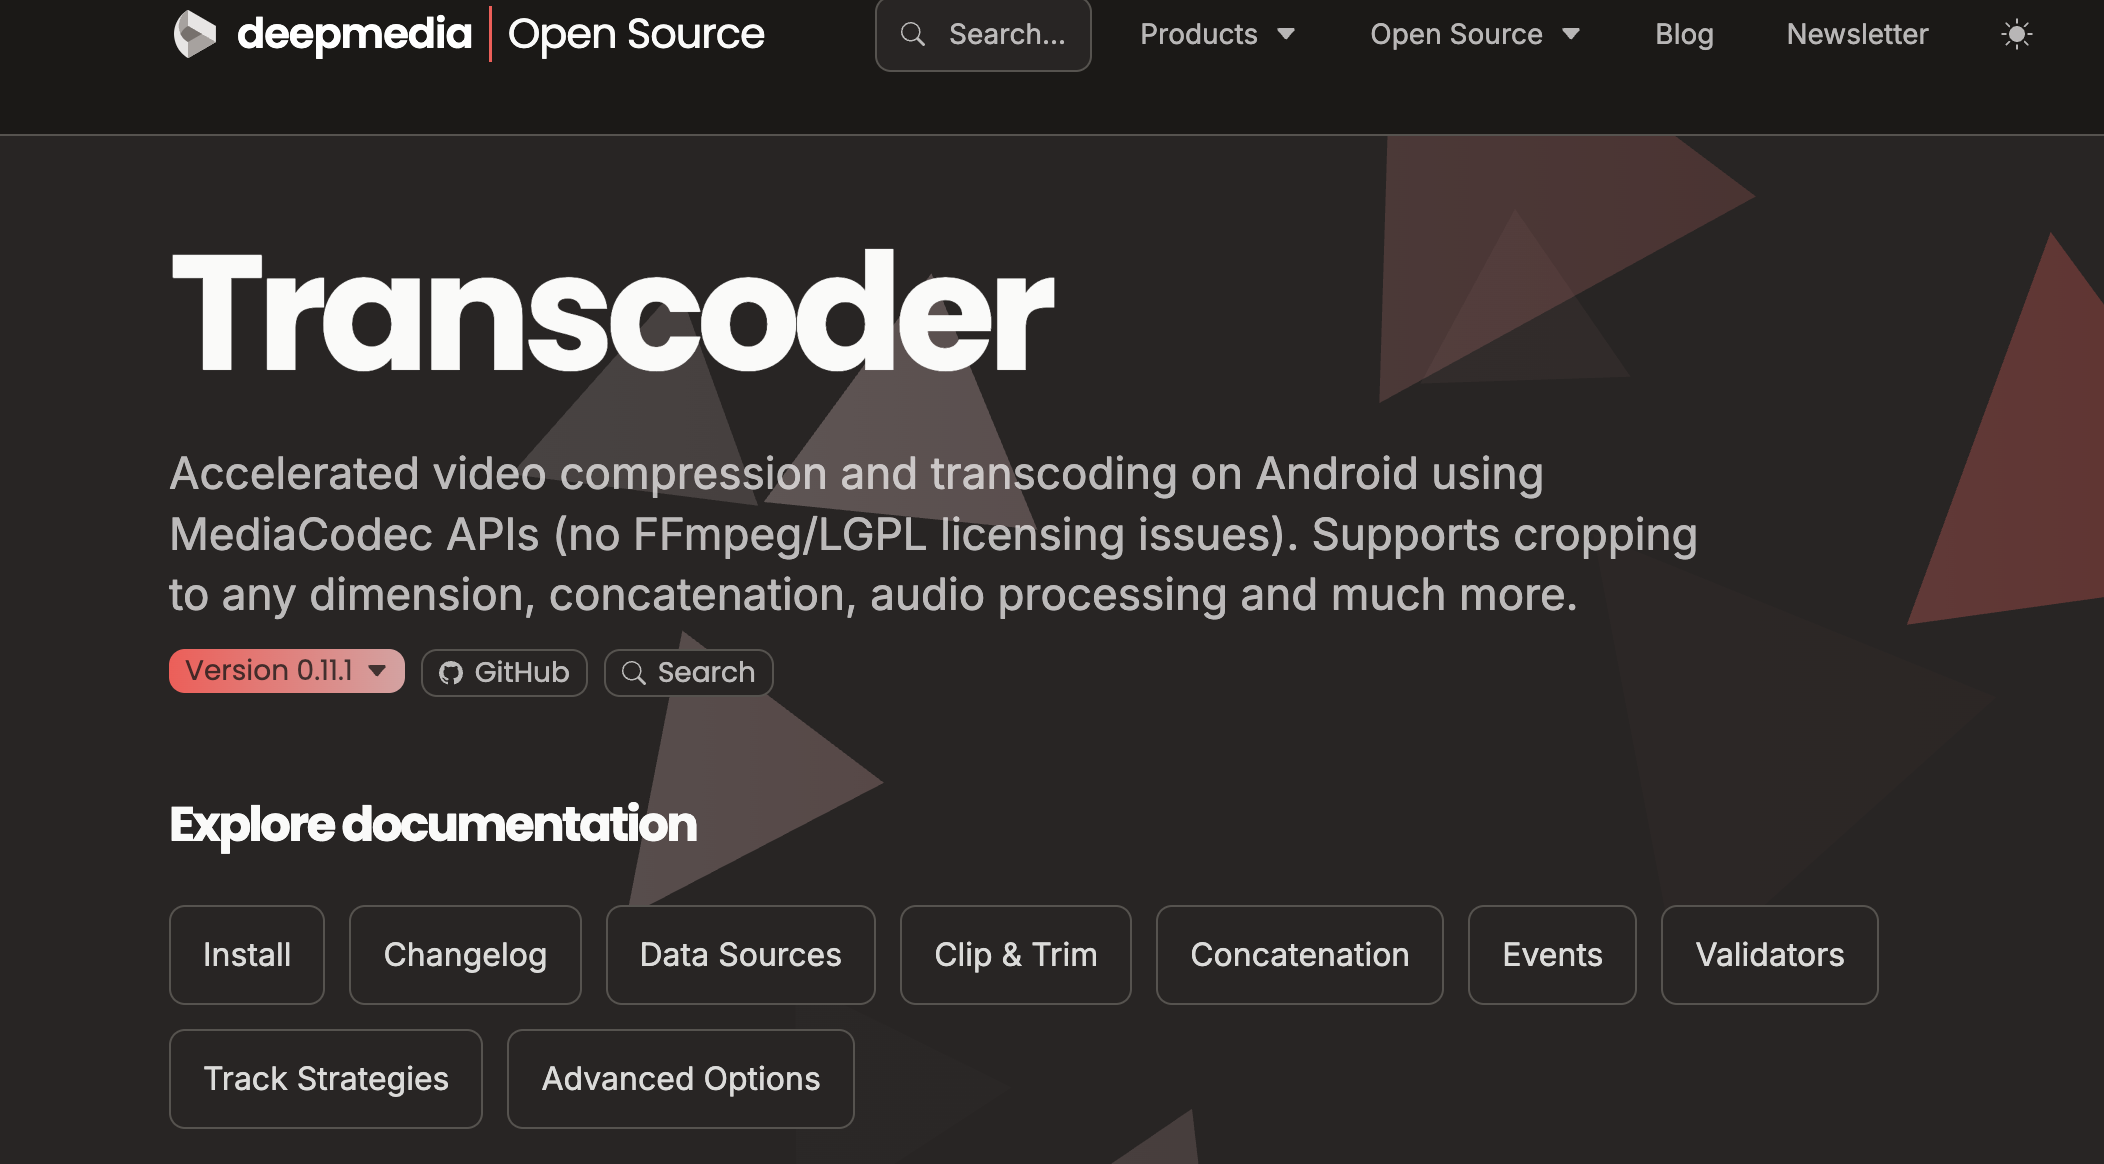 deepmedia | Open Source
Search...
Products
Open Source
Blog
Newsletter
Transcoder
Accelerated video compression and transcoding on Android using
MediaCodec APIs (no FFmpeg/LGPL licensing issues). Supports cropping
to any dimension, concatenation, audio processing and much more.
Version 0.11.1
GitHub
Search
Explore documentation
Install
Changelog
Data Sources
Clip & Trim
Concatenation
Events
Validators
Track Strategies
Advanced Options